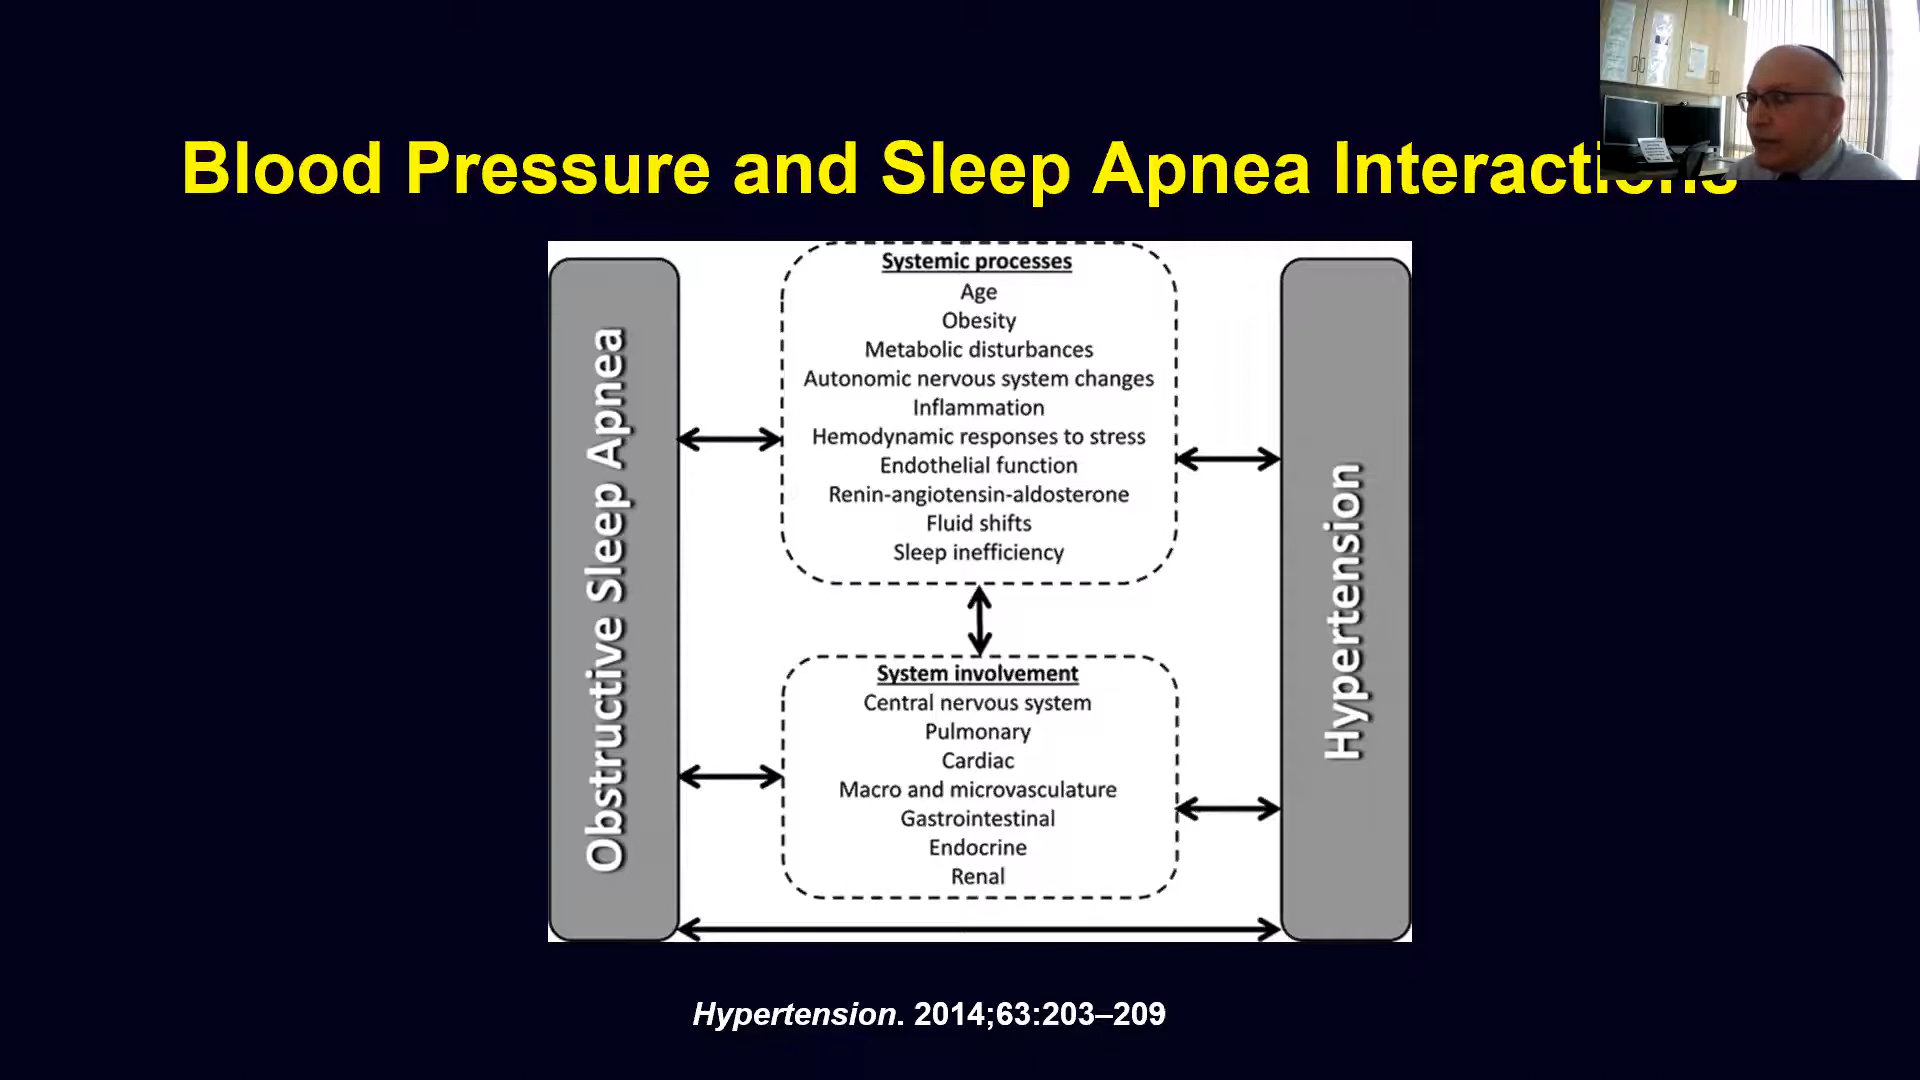 Blood Pressure and Sleep Apnea Interactions
Obstructive Sleep Apnea
Systemic processes
Age
Obesity
Metabolic disturbances
Autonomic nervous system changes
Inflammation
Hemodynamic responses to stress
Endothelial function
Renin-angiotensin-aldosterone
Fluid shifts
Sleep inefficiency
System involvement
Central nervous system
Pulmonary
Cardiac
Macro and microvasculature
Gastrointestinal
Endocrine
Renal
Hypertension
Hypertension. 2014;63:203–209